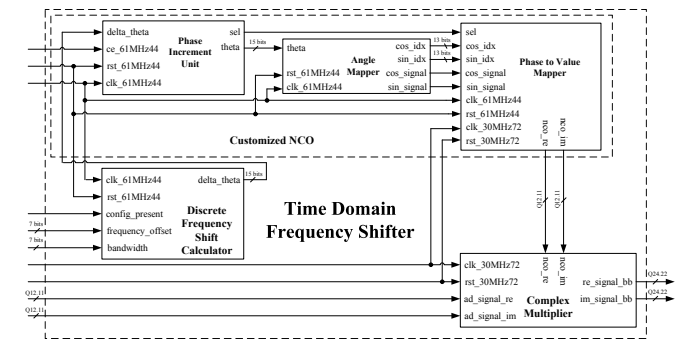 delta_theta
ce_61MHz44
rst_61MHz44
clk_61MHz44
Phase
Increment
Unit
sel
theta
15 bits
theta
rst_61MHz44
clk_61MHz44
Angle
Mapper
cos_idx
sin_idx
cos_signal
sin_signal
13 bits
13 bits
sel
cos_idx
sin_idx
cos_signal
sin_signal
clk_61MHz44
rst_61MHz44
clk_30MHz72
rst_30MHz72
Phase to Value
Mapper
nco_re
nco_im
Customized NCO
clk_61MHz44
rst_61MHz44
config_present
frequency_offset
bandwidth
delta_theta
15 bits
Discrete
Frequency
Shift
Calculator
7 bits
7 bits
Time Domain
Frequency Shifter
Q12.11
Q12.11
clk_30MHz72
rst_30MHz72
ad_signal_re
ad_signal_im
nco_re
nco_im
re_signal_bb
im_signal_bb
Complex
Multiplier
Q12.11
Q12.11
Q24.22
Q24.22